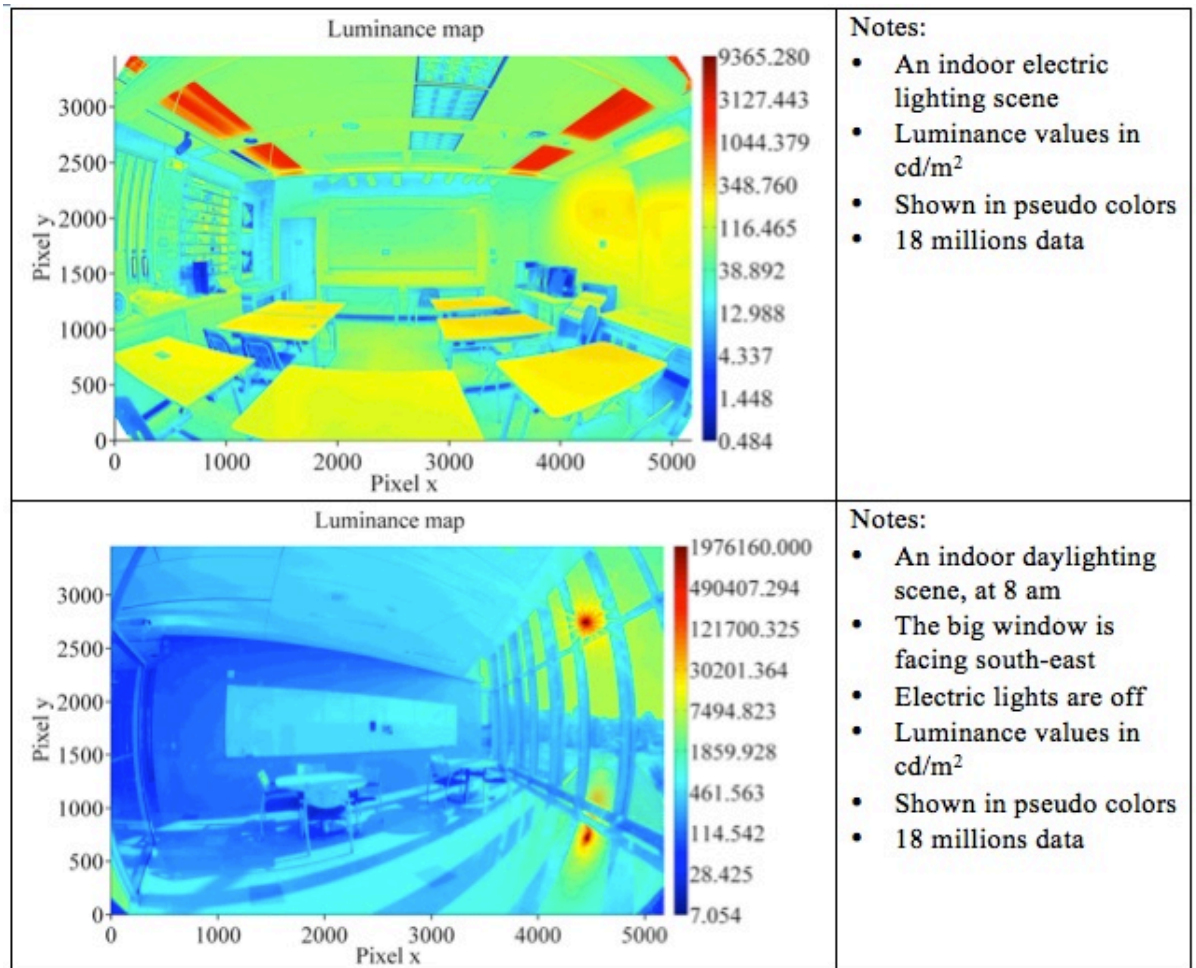 Luminance map
9365.280
3127.443
1044.379
348.760
116.465
38.892
12.988
4.337
1.448
0.484
Pixel y
3000
2500
2000
1500
1000
500
0
0 1000 2000 3000 4000 5000
Pixel x
Notes:
• An indoor electric
lighting scene
• Luminance values in
cd/m²
• Shown in pseudo colors
• 18 millions data
Luminance map
1976160.000
490407.294
121700.325
30201.364
7494.823
1859.928
461.563
114.542
28.425
7.054
Pixel y
3000
2500
2000
1500
1000
500
0
0 1000 2000 3000 4000 5000
Pixel x
Notes:
• An indoor daylighting
scene, at 8 am
• The big window is
facing south-east
• Electric lights are off
• Luminance values in
cd/m²
• Shown in pseudo colors
• 18 millions data